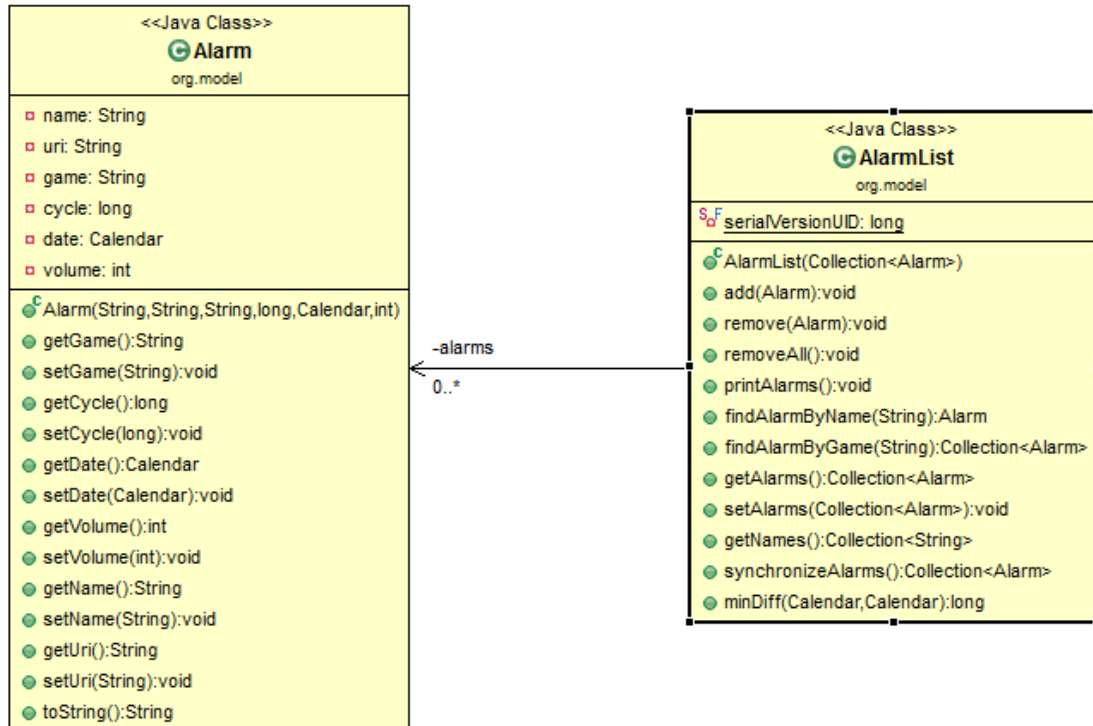 <<Java Class>>
Alarm
org.model
name: String
uri: String
game: String
cycle: long
date: Calendar
volume: int
Alarm(String,String,String,long,Calendar,int)
getGame():String
setGame(String):void
getCycle():long
setCycle(long):void
getDate():Calendar
setDate(Calendar):void
getVolume():int
setVolume(int):void
getName():String
setName(String):void
getUri():String
setUri(String):void
toString():String
-alarms
0..*
<<Java Class>>
AlarmList
org.model
serialVersionUID: long
AlarmList(Collection<Alarm>)
add(Alarm):void
remove(Alarm):void
removeAll():void
printAlarms():void
findAlarmByName(String):Alarm
findAlarmByGame(String):Collection<Alarm>
getAlarms():Collection<Alarm>
setAlarms(Collection<Alarm>):void
getNames():Collection<String>
synchronizeAlarms():Collection<Alarm>
minDiff(Calendar,Calendar):long